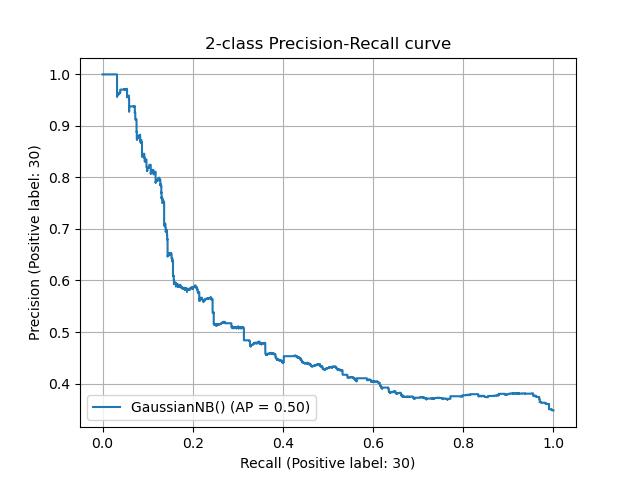 2-class Precision-Recall curve
Precision (Positive label: 30)
1.0
0.9
0.8
0.7
0.6
0.5
0.4
GaussianNB() (AP = 0.50)
0.0 0.2 0.4 0.6 0.8 1.0
Recall (Positive label: 30)